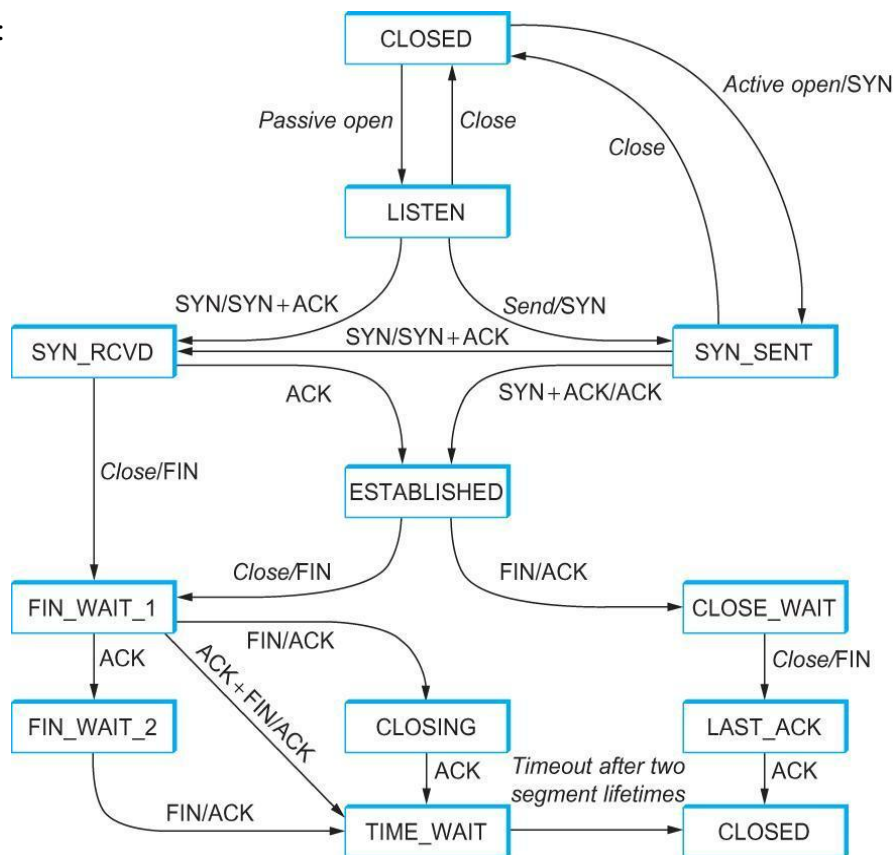 :
CLOSED
Active open/SYN
Passive open
Close
Close
LISTEN
SYN/SYN + ACK
Send/SYN
SYN/SYN + ACK
SYN_RCVD
SYN_SENT
ACK
SYN + ACK/ACK
Close/FIN
ESTABLISHED
Close/FIN
FIN/ACK
FIN_WAIT_1
CLOSE_WAIT
FIN/ACK
ACK
ACK + FIN/ACK
Close/FIN
FIN_WAIT_2
CLOSING
LAST_ACK
ACK
Timeout after two
segment lifetimes
ACK
FIN/ACK
TIME_WAIT
CLOSED